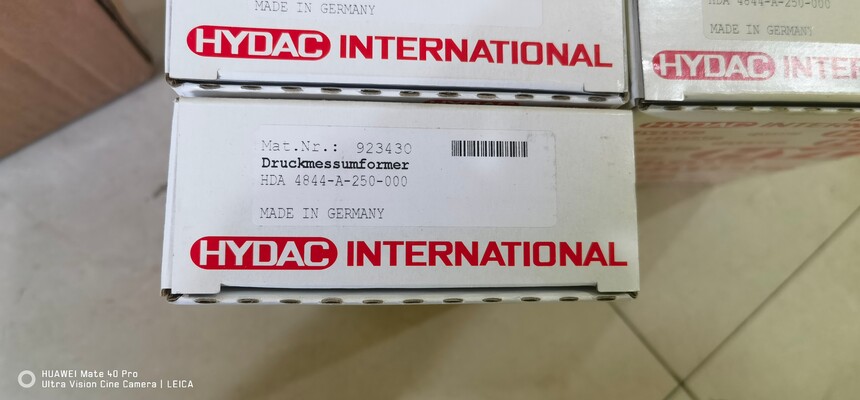 MADE IN GERMANY
HYDAC INTERNATIONAL
HDA 4844-A-250-000
MADE IN GERMANY
HYDAC INTE
Mat.Nr.: 923430
Druckmessumformer
HDA 4844-A-250-000
MADE IN GERMANY
HYDAC INTERNATIONAL
HUAWEI Mate 40 Pro
Ultra Vision Cine Camera | LEICA